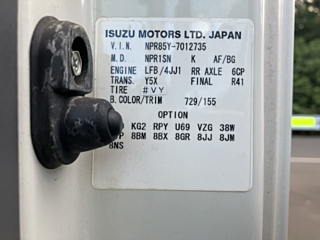 ISUZU MOTORS LTD. JAPAN
V.I.N. NPR85Y-7012735
M.D. NPR1SN K AF/BG
ENGINE LFB/4JJ1 RR AXLE 6CP
TRANS. Y5X FINAL R41
TIRE #VY
B.COLOR/TRIM 729/155
OPTION
KG2 RPY U69 VZG 38W
8BM 8BX 8GR 8JJ 8JM
8NS